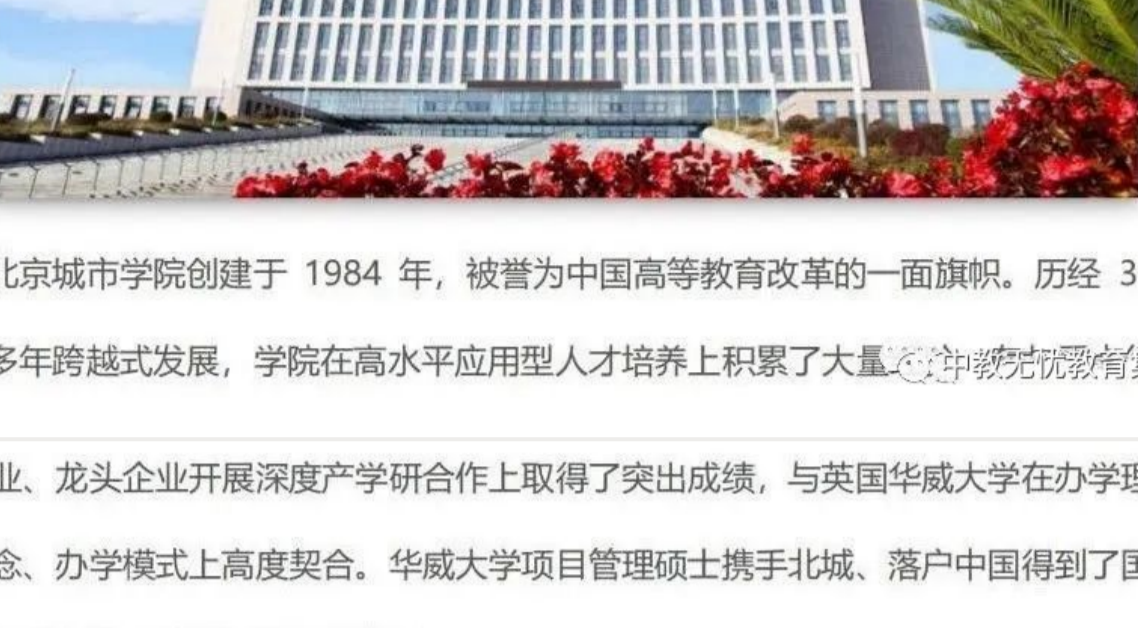 北京城市学院创建于 1984 年，被誉为中国高等教育改革的一面旗帜。历经 3
多年跨越式发展，学院在高水平应用型人才培养上积累了大量
中教无忧教育
业、龙头企业开展深度产学研合作上取得了突出成绩，与英国华威大学在办学理
念、办学模式上高度契合。华威大学项目管理硕士携手北城、落户中国得到了国